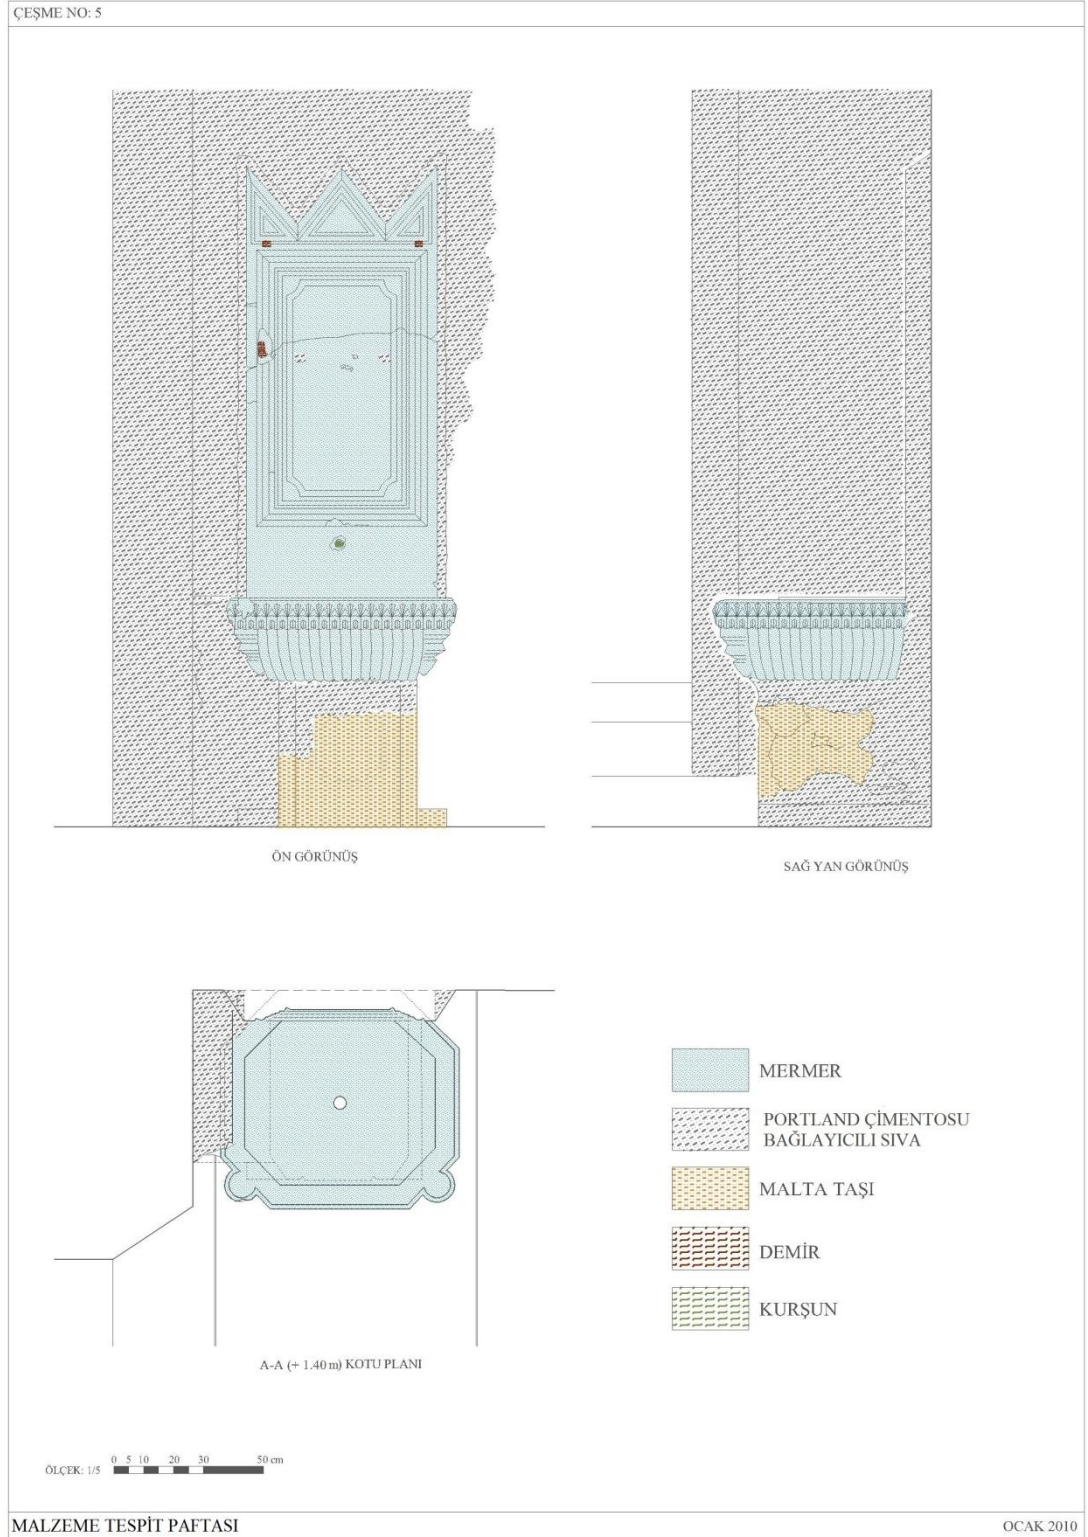 ÇEŞME NO: 5
ÖN GÖRÜNÜŞ
SAĞ YAN GÖRÜNÜŞ
MERMER
PORTLAND ÇİMENTOSU
BAĞLAYICILI SIVA
MALTA TAŞI
DEMİR
KURŞUN
A-A (+ 1.40 m) KOTU PLANI
0 5 10 20 30 50 cm
ÖLÇEK: 1/5
MALZEME TESPİT PAFTASI
OCAK 2010